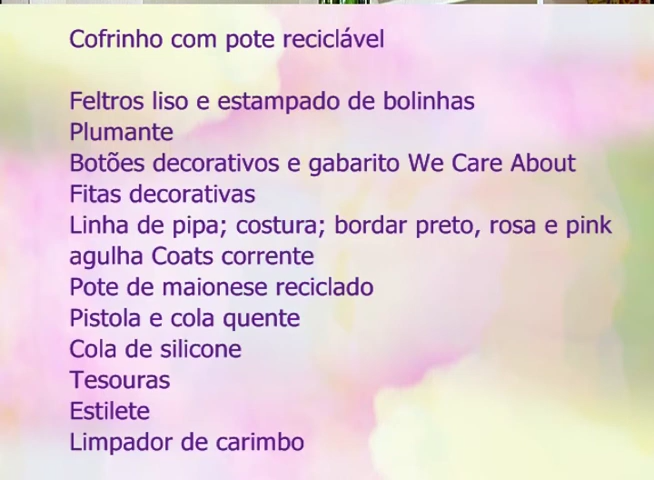 Cofrinho com pote reciclável
Feltros liso e estampado de bolinhas
Plumante
Botões decorativos e gabarito We Care About
Fitas decorativas
Linha de pipa; costura; bordar preto, rosa e pink
agulha Coats corrente
Pote de maionese reciclado
Pistola e cola quente
Cola de silicone
Tesouras
Estilete
Limpador de carimbo